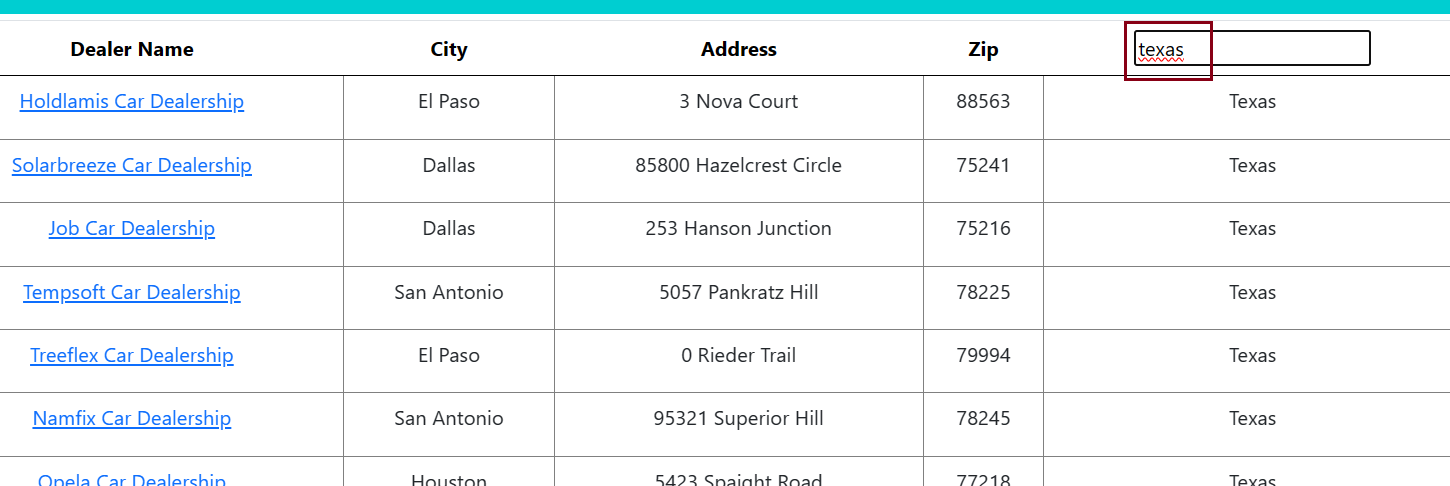 Dealer Name City Address Zip texas
Holdlamis Car Dealership El Paso 3 Nova Court 88563 Texas
Solarbreeze Car Dealership Dallas 85800 Hazelcrest Circle 75241 Texas
Job Car Dealership Dallas 253 Hanson Junction 75216 Texas
Tempsoft Car Dealership San Antonio 5057 Pankratz Hill 78225 Texas
Treeflex Car Dealership El Paso 0 Rieder Trail 79994 Texas
Namfix Car Dealership San Antonio 95321 Superior Hill 78245 Texas
Opela Car Dealership Houston 5423 Spaight Road 77218 Texas